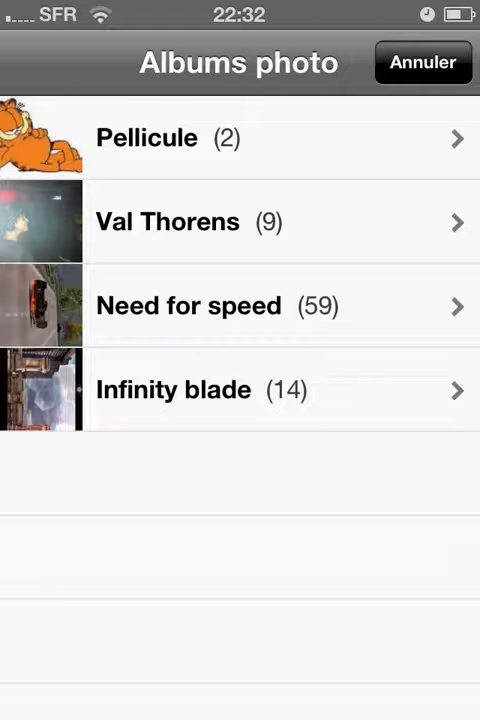 SFR 22:32
Albums photo Annuler
Pellicule (2)
Val Thorens (9)
Need for speed (59)
Infinity blade (14)